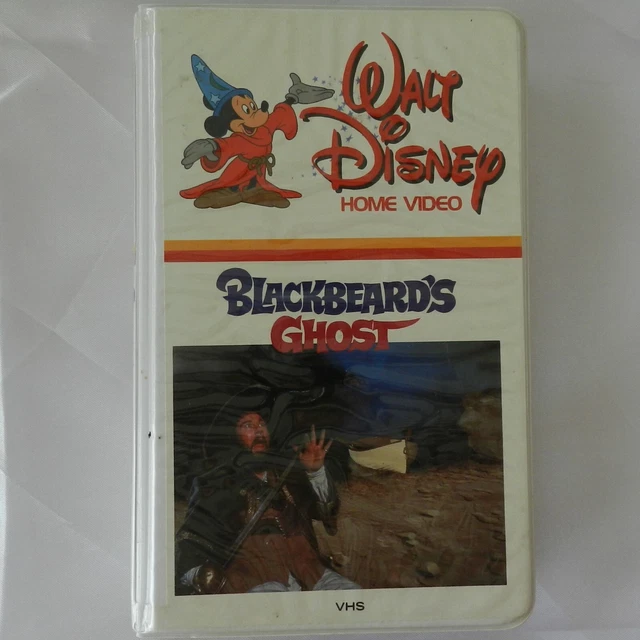 WALT
DISNEY
HOME VIDEO
BLACKBEARD'S
GHOST
VHS